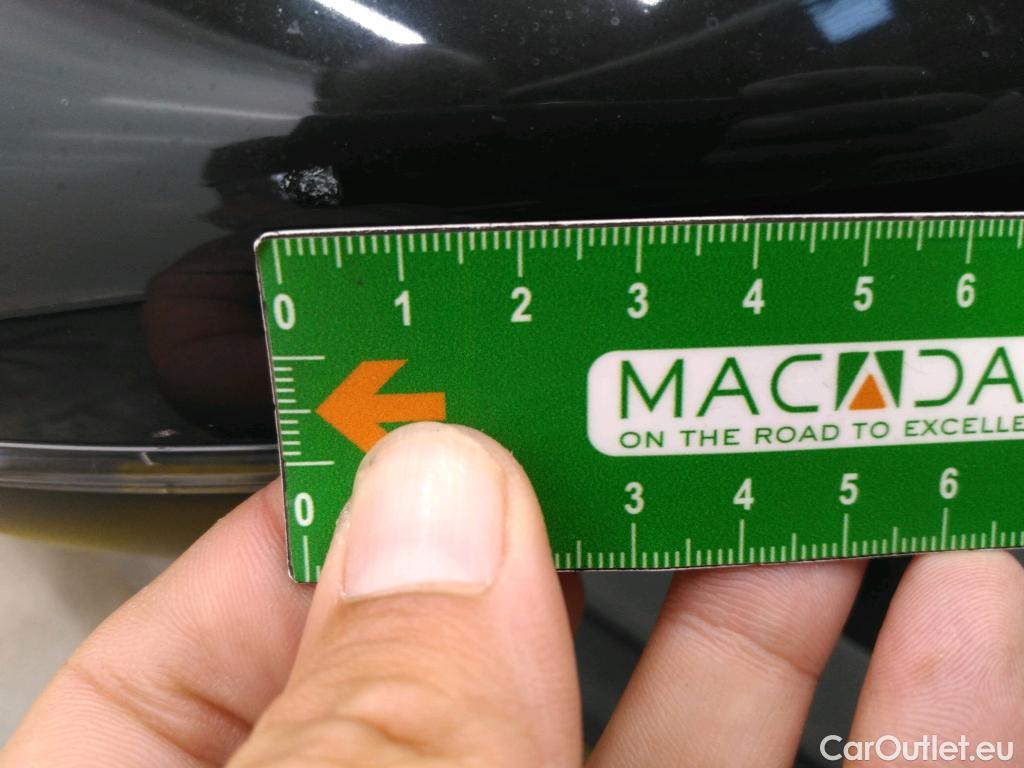 0 1 2 3 4 5 6
MACADA
ON THE ROAD TO EXCELLE
0 3 4 5 6
CarOutlet.eu